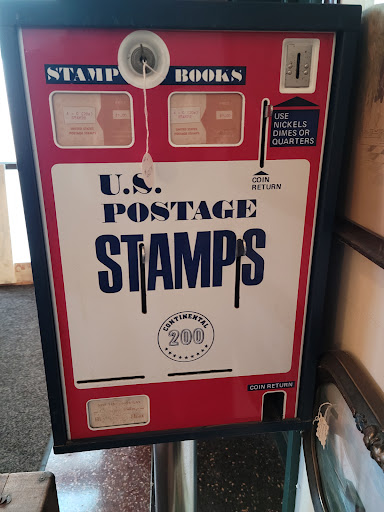 STAMP BOOKS
USE
NICKELS
DIMES OR
QUARTERS
COIN
RETURN
U.S.
POSTAGE
STAMPS
CONTINENTAL
200
COIN RETURN